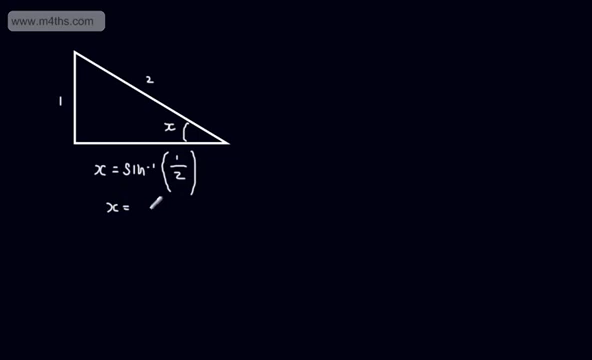 www.m4ths.com
2
1
x
x = sin⁻¹ (1/2)
x =